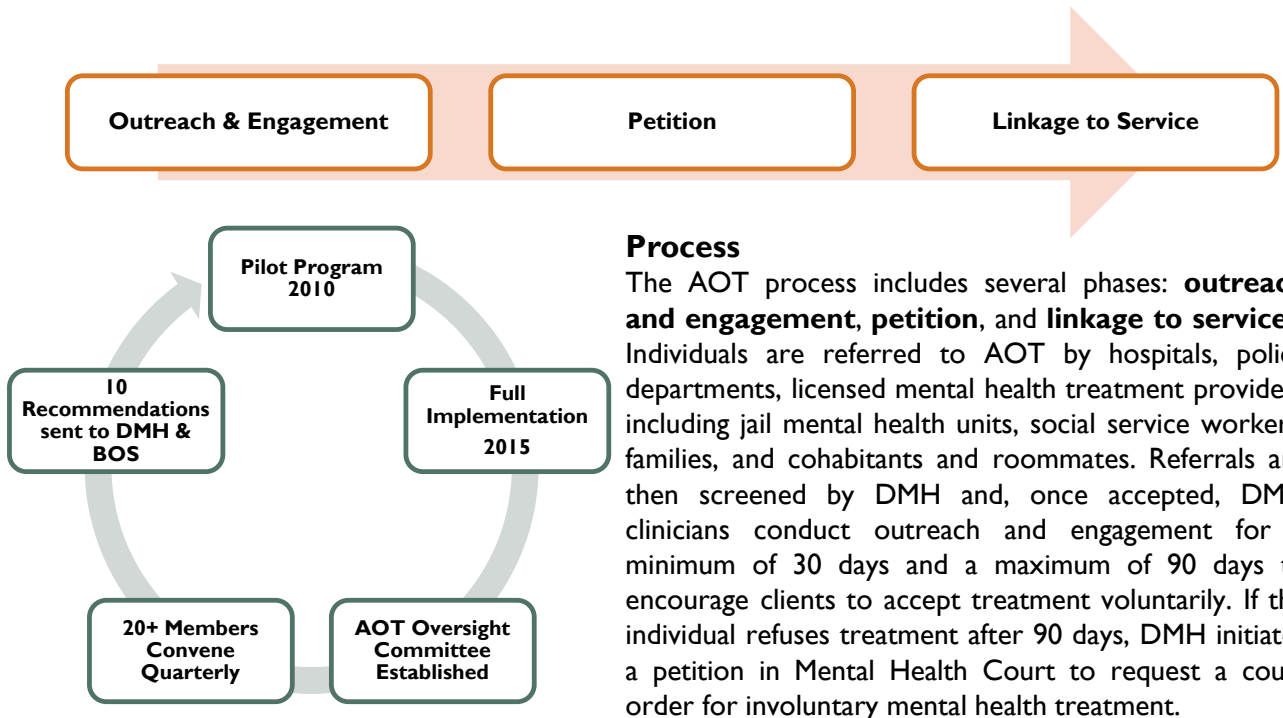 Outreach & Engagement
Petition
Linkage to Service
Pilot Program
2010
Full
Implementation
2015
AOT Oversight
Committee
Established
20+ Members
Convene
Quarterly
10
Recommendations
sent to DMH &
BOS
Process
The AOT process includes several phases: outreac
and engagement, petition, and linkage to service
Individuals are referred to AOT by hospitals, polic
departments, licensed mental health treatment provide
including jail mental health units, social service worker
families, and cohabitants and roommates. Referrals ar
then screened by DMH and, once accepted, DM
clinicians conduct outreach and engagement for
minimum of 30 days and a maximum of 90 days t
encourage clients to accept treatment voluntarily. If th
individual refuses treatment after 90 days, DMH initiate
a petition in Mental Health Court to request a cou
order for involuntary mental health treatment.